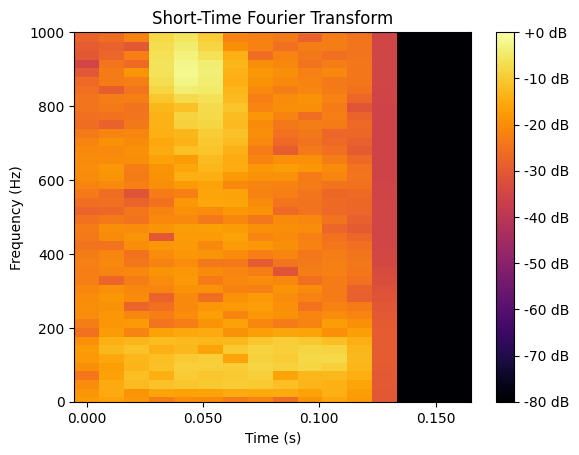 Short-Time Fourier Transform
1000
800
600
400
200
0
Frequency (Hz)
0.000
0.050
0.100
0.150
Time (s)
+0 dB
-10 dB
-20 dB
-30 dB
-40 dB
-50 dB
-60 dB
-70 dB
-80 dB